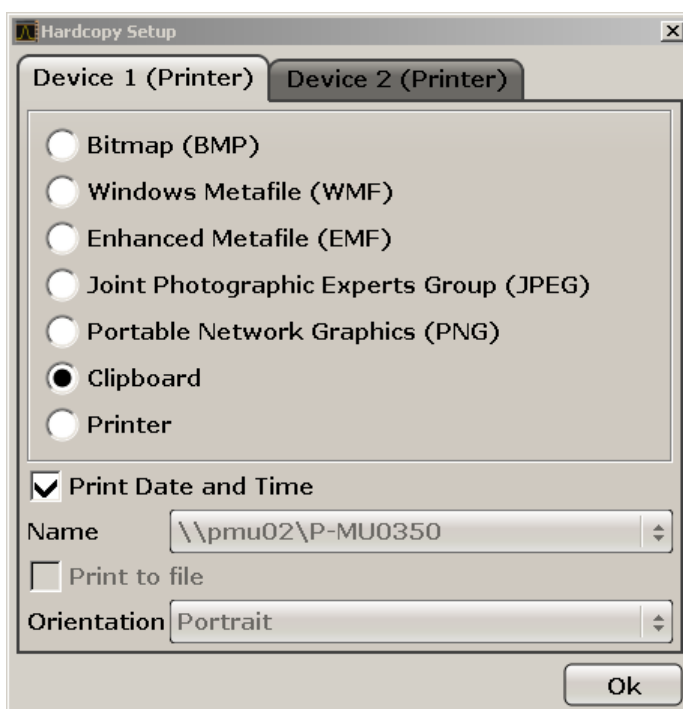 Hardcopy Setup
Device 1 (Printer) Device 2 (Printer)
Bitmap (BMP)
Windows Metafile (WMF)
Enhanced Metafile (EMF)
Joint Photographic Experts Group (JPEG)
Portable Network Graphics (PNG)
Clipboard
Printer
Print Date and Time
Name \\pmu02\P-MU0350
Print to file
Orientation Portrait
Ok